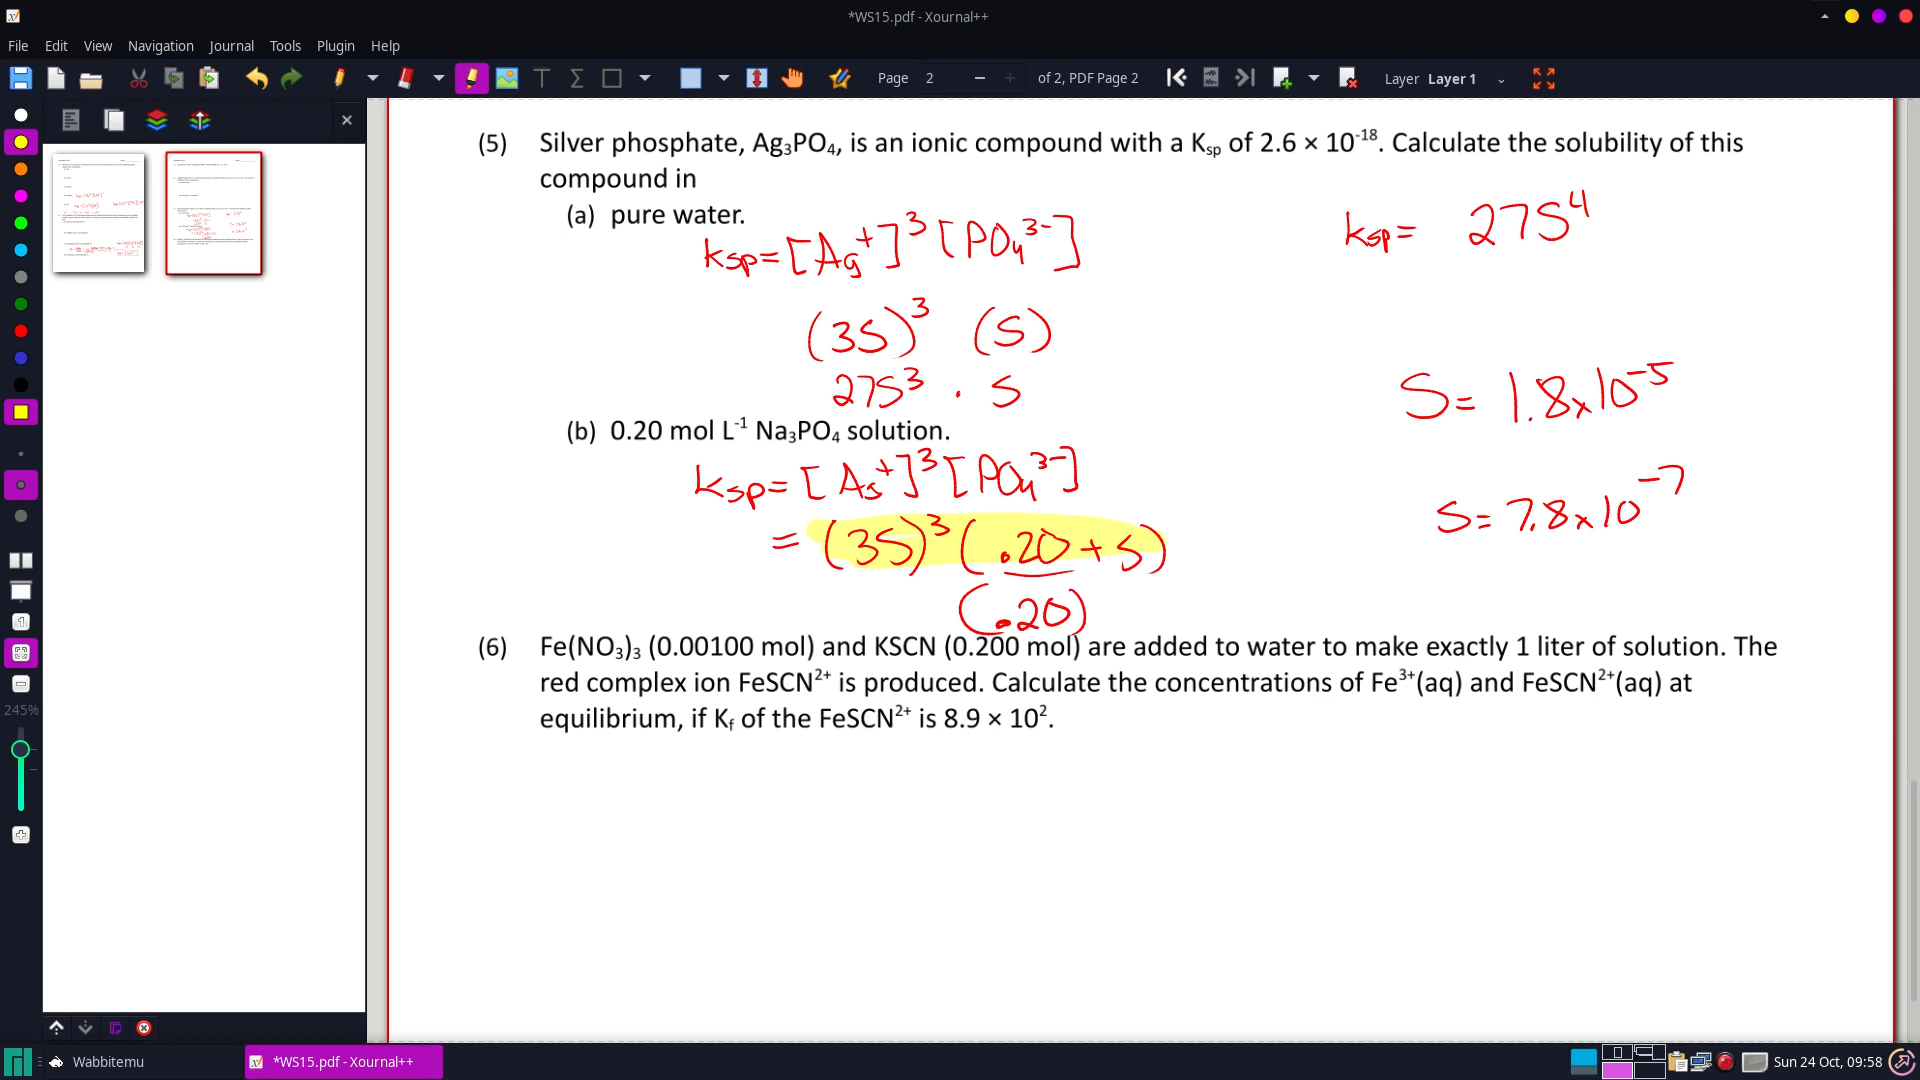 *WS15.pdf - Xournal++
File Edit View Navigation Journal Tools Plugin Help
Page 2 of 2, PDF Page 2 Layer Layer 1
(5) Silver phosphate, Ag₃PO₄, is an ionic compound with a Kₛₚ of 2.6 × 10⁻¹⁸. Calculate the solubility of this
compound in
(a) pure water.
ksp= [Ag⁺]³ [PO₄³⁻]
ksp= 27S⁴
(3S)³ (S)
27S³ · S
S= 1.8x10⁻⁵
(b) 0.20 mol L⁻¹ Na₃PO₄ solution.
ksp= [Ag⁺]³ [PO₄³⁻]
S= 7.8x10⁻⁷
= (3S)³ (.20 + S)
(.20)
(6) Fe(NO₃)₃ (0.00100 mol) and KSCN (0.200 mol) are added to water to make exactly 1 liter of solution. The
red complex ion FeSCN²⁺ is produced. Calculate the concentrations of Fe³⁺(aq) and FeSCN²⁺(aq) at
equilibrium, if K_f of the FeSCN²⁺ is 8.9 × 10².
245%
Wabbitemu
*WS15.pdf - Xournal++
Sun 24 Oct, 09:58